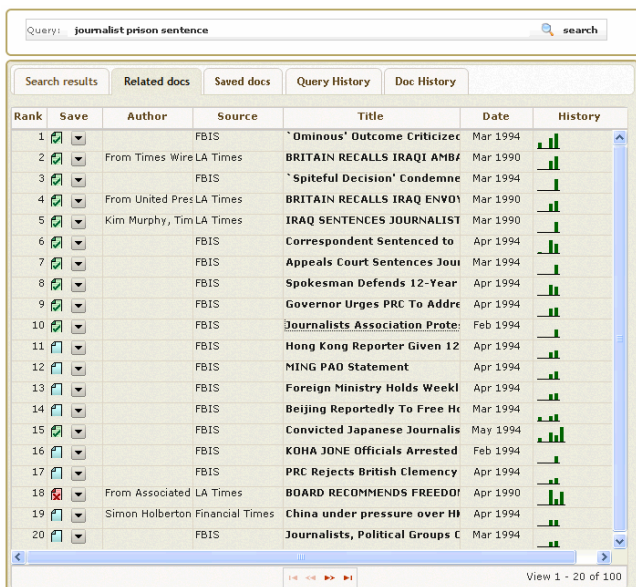 Query: journalist prison sentence search
Search results Related docs Saved docs Query History Doc History
Rank Save Author Source Title Date History
1 FBIS `Ominous' Outcome Criticized Mar 1994
2 From Times Wire LA Times BRITAIN RECALLS IRAQI AMBA Mar 1990
3 FBIS `Spiteful Decision' Condemne Mar 1994
4 From United Pres LA Times BRITAIN RECALLS IRAQ ENVOY Mar 1990
5 Kim Murphy, Tim LA Times IRAQ SENTENCES JOURNALIST Mar 1990
6 FBIS Correspondent Sentenced to Apr 1994
7 FBIS Appeals Court Sentences Jour Mar 1994
8 FBIS Spokesman Defends 12-Year Apr 1994
9 FBIS Governor Urges PRC To Addre Apr 1994
10 FBIS Journalists Association Protes Feb 1994
11 FBIS Hong Kong Reporter Given 12 Apr 1994
12 FBIS MING PAO Statement Apr 1994
13 FBIS Foreign Ministry Holds Weekl Apr 1994
14 FBIS Beijing Reportedly To Free Ho Mar 1994
15 FBIS Convicted Japanese Journalis May 1994
16 FBIS KOHA JONE Officials Arrested Feb 1994
17 FBIS PRC Rejects British Clemency Apr 1994
18 From Associated LA Times BOARD RECOMMENDS FREEDOM Apr 1990
19 Simon Holberton Financial Times China under pressure over HK Apr 1994
20 FBIS Journalists, Political Groups C Mar 1994
View 1 - 20 of 100